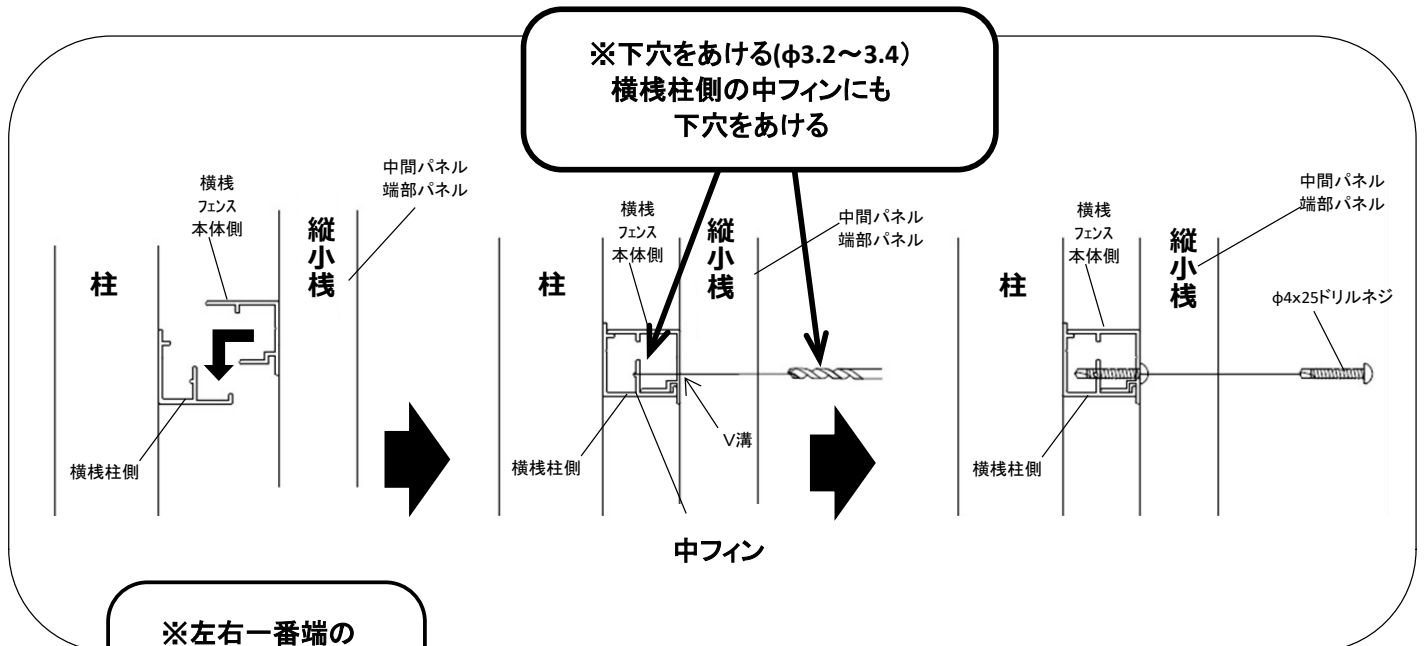 ※下穴をあける(φ3.2～3.4)
横桟柱側の中フィンにも
下穴をあける
横桟
フェンス
本体側
中間パネル
端部パネル
柱
縦小桟
横桟柱側
横桟
フェンス
本体側
中間パネル
端部パネル
柱
縦小桟
V溝
横桟柱側
中フィン
横桟
フェンス
本体側
中間パネル
端部パネル
柱
縦小桟
φ4x25ドリルネジ
横桟柱側
※左右一番端の